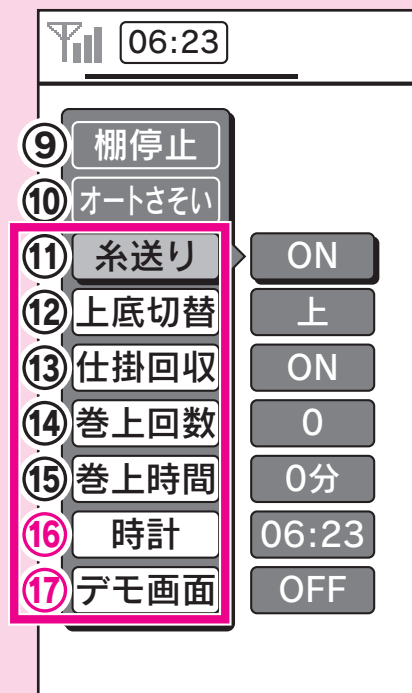 06:23
⑨ 棚停止
⑩ オートさそい
⑪ 糸送り ON
⑫ 上底切替 上
⑬ 仕掛回収 ON
⑭ 巻上回数 0
⑮ 巻上時間 0分
⑯ 時計 06:23
⑰ デモ画面 OFF